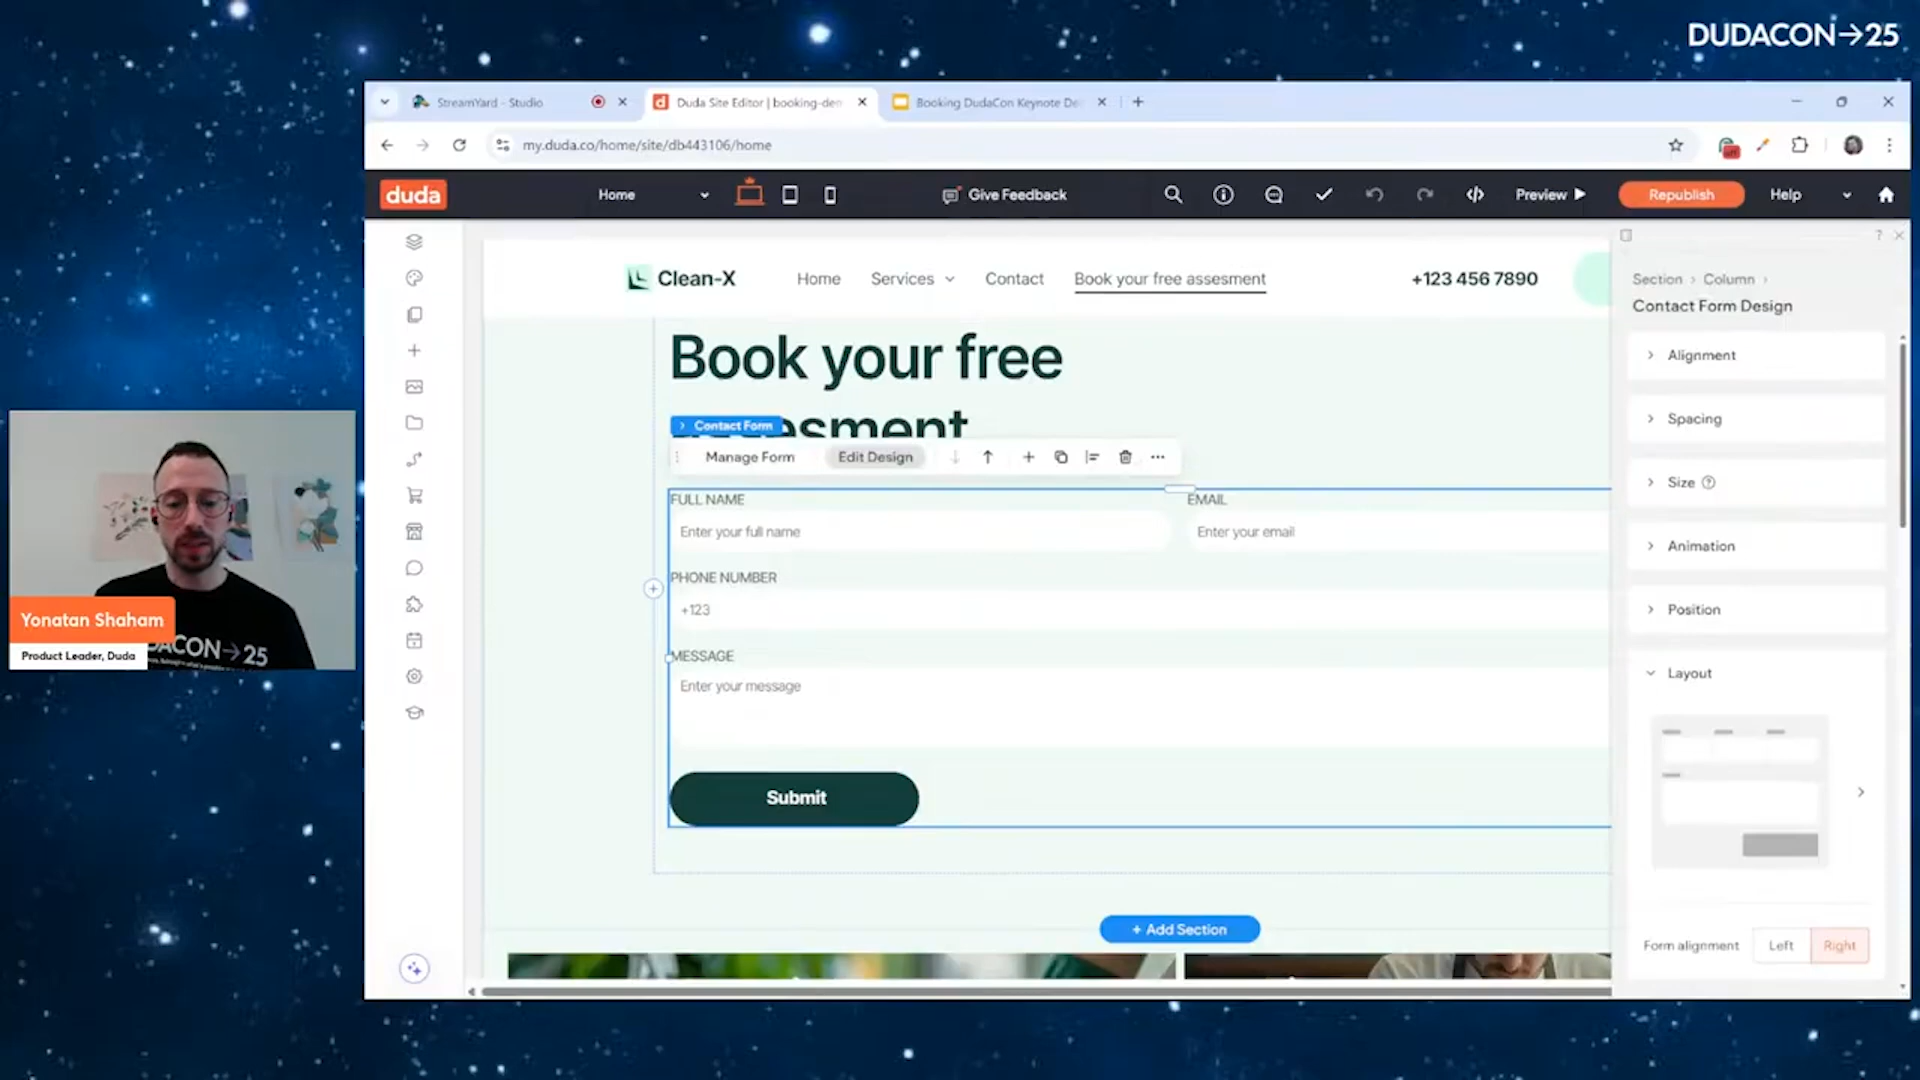 DUDACON→25
StreamYard - Studio
Duda Site Editor | booking-den
Booking DudaCon Keynote De
my.duda.co/home/site/db443106/home
duda
Home
Give Feedback
Preview
Republish
Help
Clean-X
Home
Services
Contact
Book your free assesment
+123 456 7890
Book your free
assesment
Contact Form
Manage Form
Edit Design
FULL NAME
EMAIL
Enter your full name
Enter your email
PHONE NUMBER
+123
MESSAGE
Enter your message
Submit
+ Add Section
Section > Column >
Contact Form Design
Alignment
Spacing
Size
Animation
Position
Layout
Form alignment
Left
Right
Yonatan Shaham
Product Leader, Duda
DACON→25